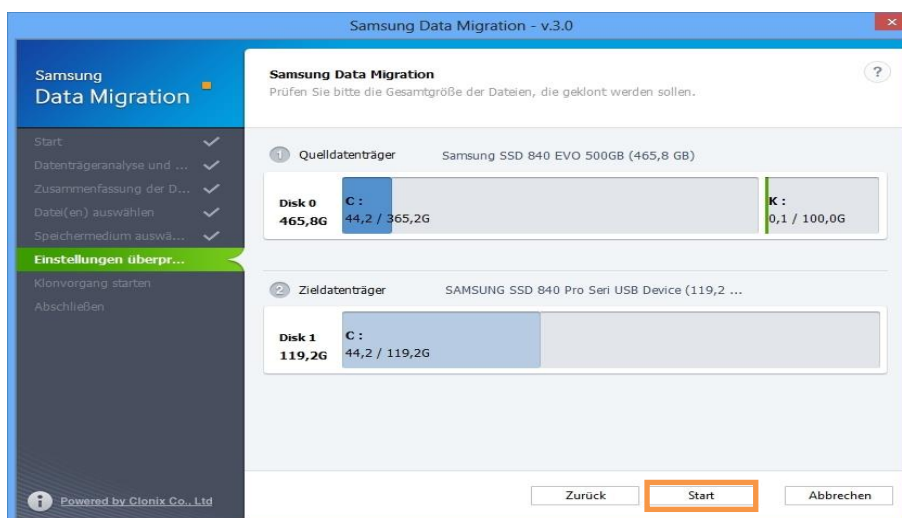 Samsung Data Migration - v.3.0
Samsung
Data Migration
Samsung Data Migration
Prüfen Sie bitte die Gesamtgröße der Dateien, die geklont werden sollen.
?
Start
Datenträgeranalyse und ...
Zusammenfassung der D...
Datei(en) auswählen
Speichermedium auswä...
Einstellungen überpr...
Klonvorgang starten
Abschließen
1 Quelldatenträger Samsung SSD 840 EVO 500GB (465,8 GB)
Disk 0
465,8G
C :
44,2 / 365,2G
K :
0,1 / 100,0G
2 Zieldatenträger SAMSUNG SSD 840 Pro Seri USB Device (119,2 ...
Disk 1
119,2G
C :
44,2 / 119,2G
i Powered by Clonix Co., Ltd
Zurück Start Abbrechen